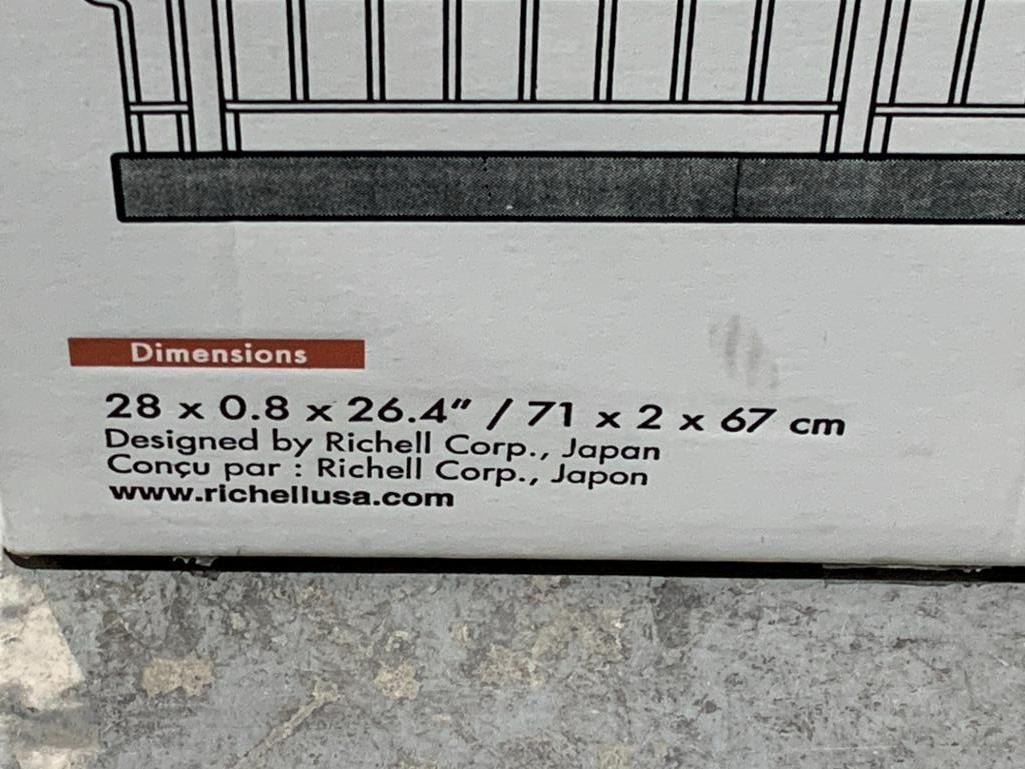 Dimensions
28 x 0.8 x 26.4" / 71 x 2 x 67 cm
Designed by Richell Corp., Japan
Conçu par : Richell Corp., Japon
www.richellusa.com